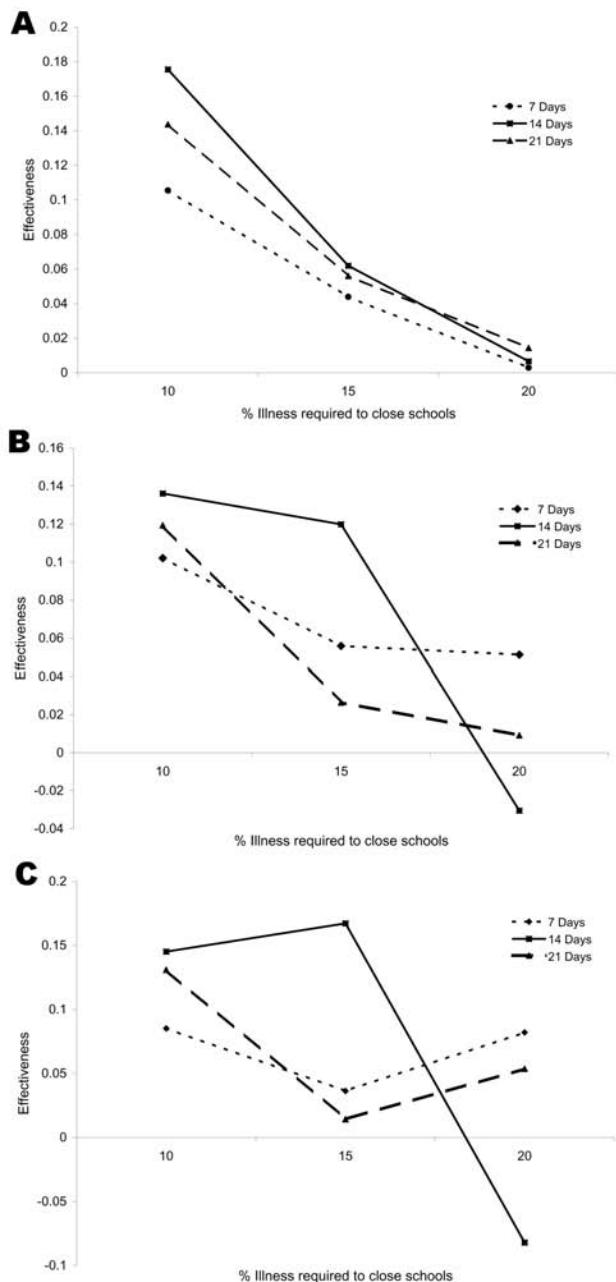 A
0.2
0.18
0.16
0.14
0.12
0.1
0.08
0.06
0.04
0.02
0
Effectiveness
7 Days
14 Days
21 Days
10 15 20
% Illness required to close schools
B
0.16
0.14
0.12
0.1
0.08
0.06
0.04
0.02
0
-0.02
-0.04
Effectiveness
7 Days
14 Days
21 Days
10 15 20
% Illness required to close schools
C
0.2
0.15
0.1
0.05
0
-0.05
-0.1
Effectiveness
7 Days
14 Days
21 Days
10 15 20
% Illness required to close schools